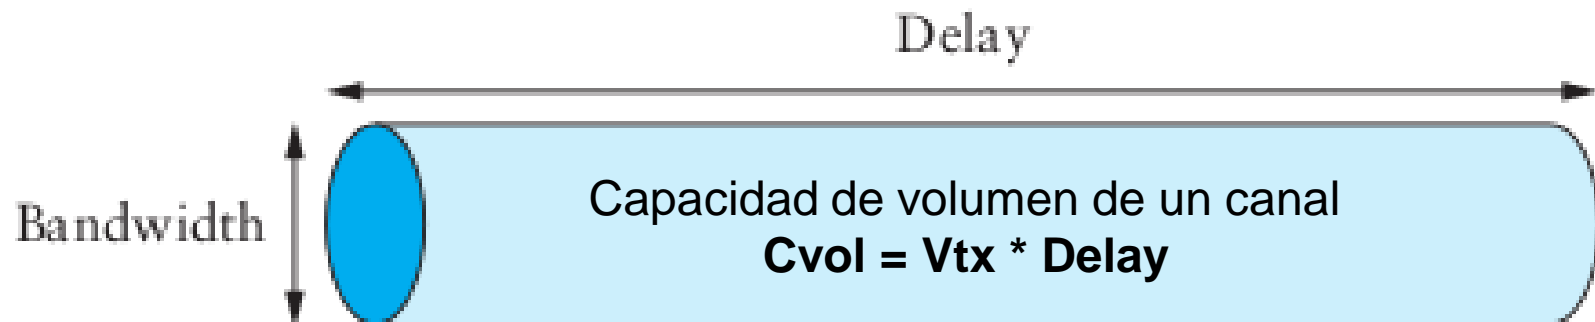 Delay
Bandwidth
Capacidad de volumen de un canal
Cvol = Vtx * Delay